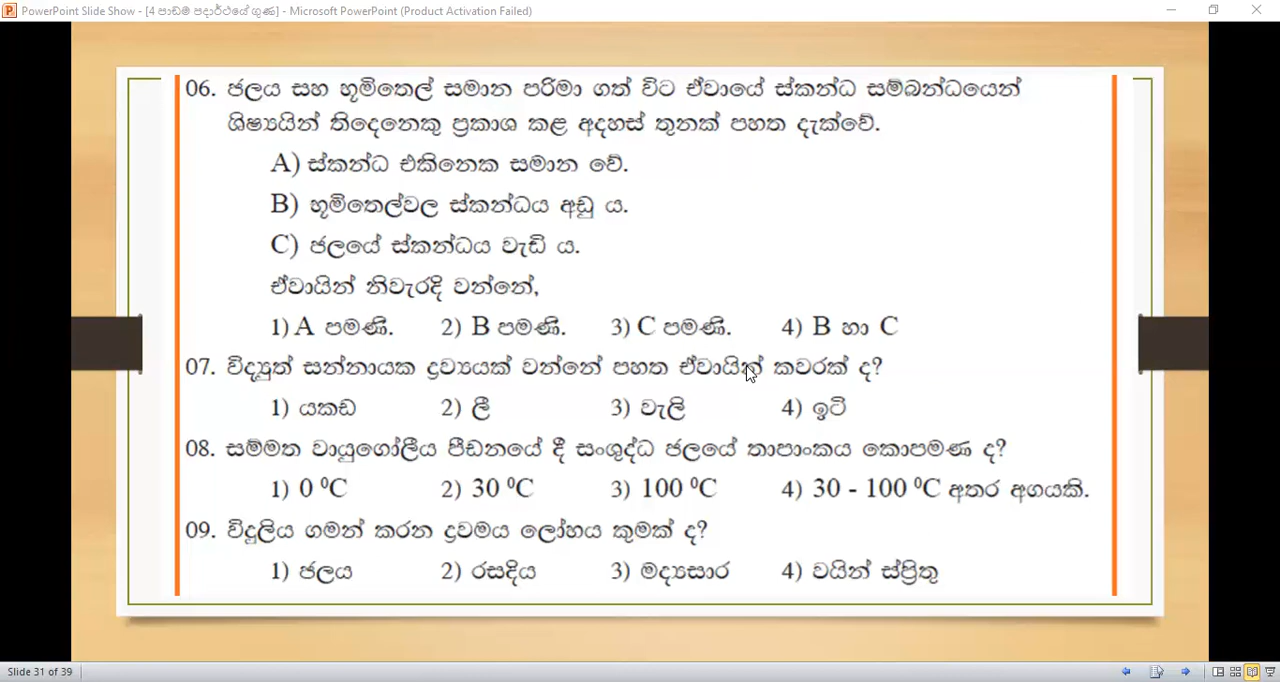 PowerPoint Slide Show - [4 පාඩම පදාර්ථයේ ගුණ] - Microsoft PowerPoint (Product Activation Failed)
06. ජලය සහ භූමිතෙල් සමාන පරිමා ගත් විට ඒවායේ ස්කන්ධ සම්බන්ධයෙන්
ශිෂ්‍යයින් තිදෙනෙකු ප්‍රකාශ කළ අදහස් තුනක් පහත දැක්වේ.
A) ස්කන්ධ එකිනෙක සමාන වේ.
B) භූමිතෙල්වල ස්කන්ධය අඩු ය.
C) ජලයේ ස්කන්ධය වැඩි ය.
ඒවායින් නිවැරදි වන්නේ,
1) A පමණි. 2) B පමණි. 3) C පමණි. 4) B හා C
07. විද්‍යුත් සන්නායක ද්‍රව්‍යයක් වන්නේ පහත ඒවායින් කවරක් ද?
1) යකඩ 2) ලී 3) වැලි 4) ඉටි
08. සම්මත වායුගෝලීය පීඩනයේ දී සංශුද්ධ ජලයේ තාපාංකය කොපමණ ද?
1) 0 ⁰C 2) 30 ⁰C 3) 100 ⁰C 4) 30 - 100 ⁰C අතර අගයකි.
09. විදුලිය ගමන් කරන ද්‍රවමය ලෝහය කුමක් ද?
1) ජලය 2) රසදිය 3) මද්‍යසාර 4) වයින් ස්ප්‍රිතු
Slide 31 of 39